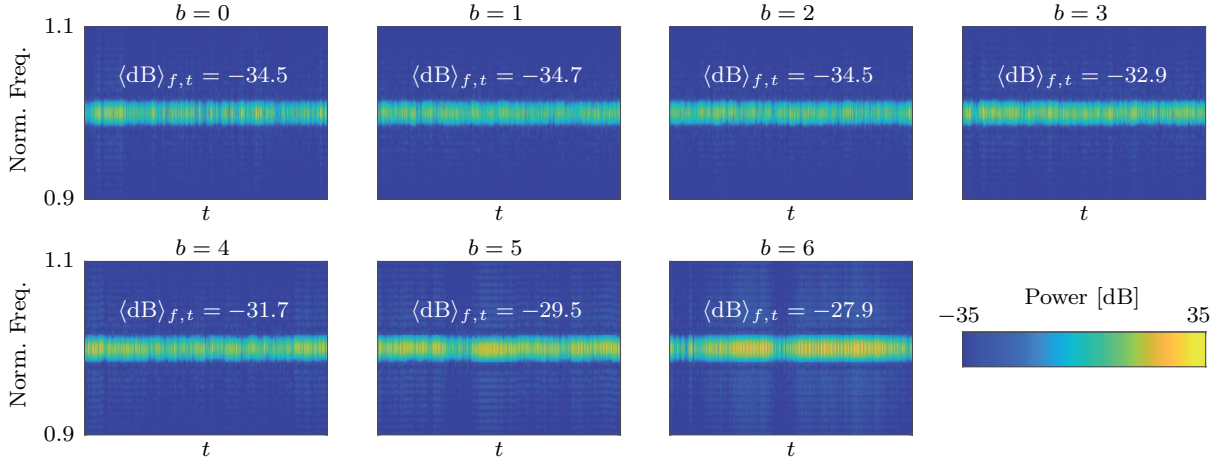 b = 0
b = 1
b = 2
b = 3
1.1
Norm. Freq.
0.9
⟨dB⟩f,t = −34.5
⟨dB⟩f,t = −34.7
⟨dB⟩f,t = −34.5
⟨dB⟩f,t = −32.9
t
t
t
t
b = 4
b = 5
b = 6
1.1
Norm. Freq.
0.9
⟨dB⟩f,t = −31.7
⟨dB⟩f,t = −29.5
⟨dB⟩f,t = −27.9
t
t
t
Power [dB]
−35
35